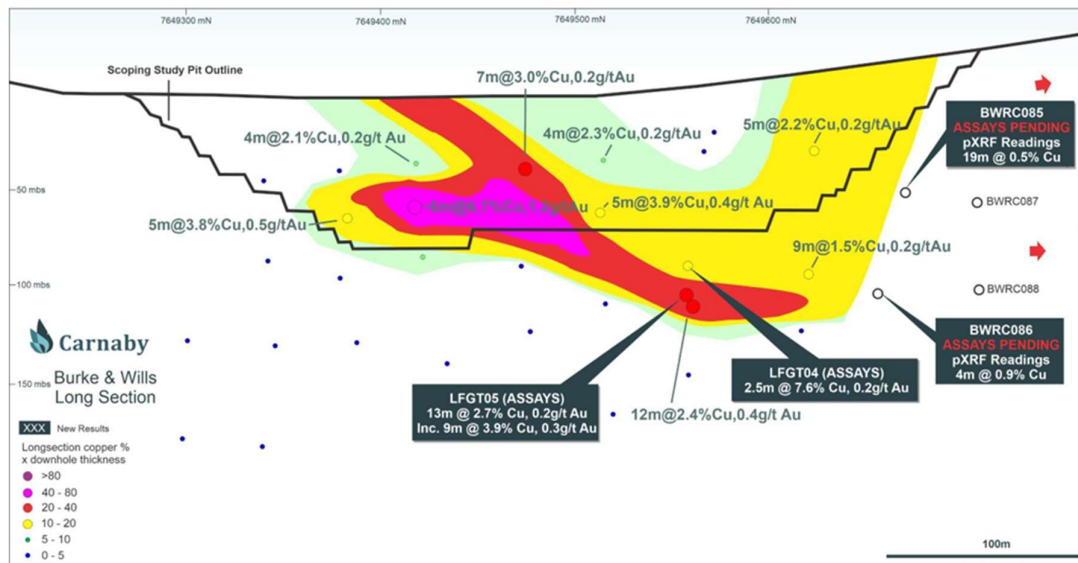 7649300 mN
7649400 mN
7649500 mN
7649600 mN
Scoping Study Pit Outline
7m@3.0%Cu,0.2g/tAu
4m@2.1%Cu,0.2g/t Au
4m@2.3%Cu,0.2g/tAu
5m@2.2%Cu,0.2g/tAu
BWRC085
ASSAYS PENDING
pXRF Readings
19m @ 0.5% Cu
50 mbs
6m@6.7%Cu,1.2g/tAu
5m@3.9%Cu,0.4g/t Au
BWRC087
5m@3.8%Cu,0.5g/tAu
9m@1.5%Cu,0.2g/tAu
100 mbs
BWRC088
BWRC086
ASSAYS PENDING
pXRF Readings
4m @ 0.9% Cu
Carnaby
Burke & Wills
Long Section
150 mbs
LFGT04 (ASSAYS)
2.5m @ 7.6% Cu, 0.2g/t Au
LFGT05 (ASSAYS)
13m @ 2.7% Cu, 0.2g/t Au
Inc. 9m @ 3.9% Cu, 0.3g/t Au
12m@2.4%Cu,0.4g/t Au
XXX New Results
Longsection copper %
x downhole thickness
>80
40 - 80
20 - 40
10 - 20
5 - 10
0 - 5
100m